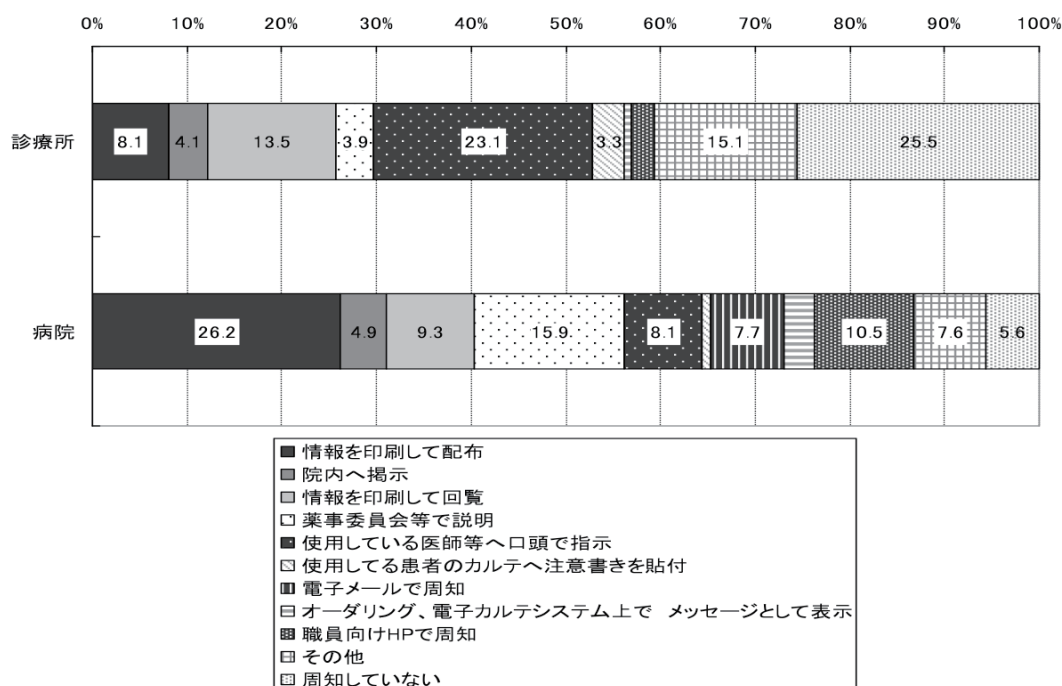 0% 10% 20% 30% 40% 50% 60% 70% 80% 90% 100%
診療所 8.1 4.1 13.5 3.9 23.1 3.3 15.1 25.5
病院 26.2 4.9 9.3 15.9 8.1 7.7 10.5 7.6 5.6
情報を印刷して配布
院内へ掲示
情報を印刷して回覧
薬事委員会等で説明
使用している医師等へ口頭で指示
使用してる患者のカルテへ注意書きを貼付
電子メールで周知
オーダリング、電子カルテシステム上で メッセージとして表示
職員向けHPで周知
その他
周知していない